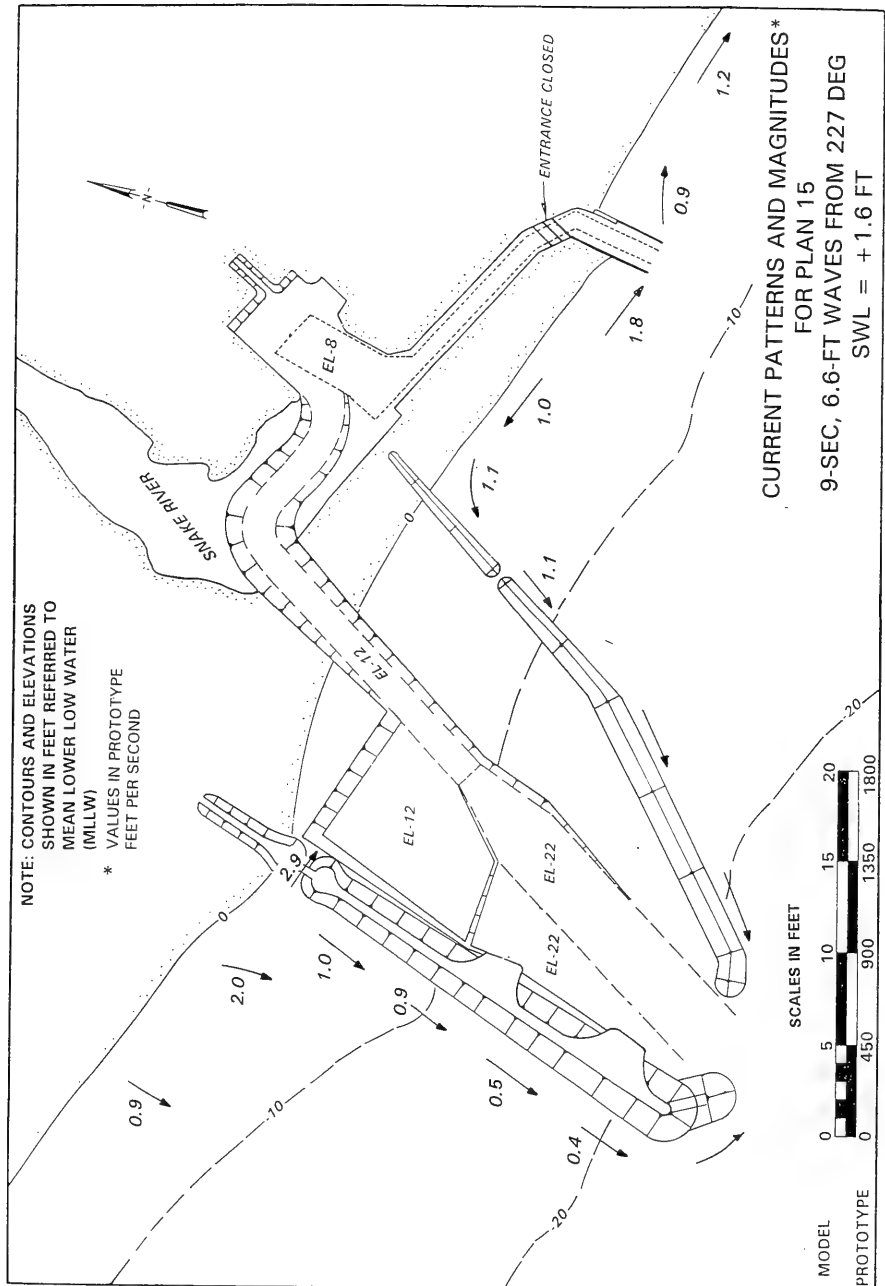 NOTE: CONTOURS AND ELEVATIONS
SHOWN IN FEET REFERRED TO
MEAN LOWER LOW WATER
(MLLW)
* VALUES IN PROTOTYPE
FEET PER SECOND
-N-
SNAKE RIVER
EL-8
ENTRANCE CLOSED
0
0
EL-12
EL-12
EL-22
EL-22
2.9
2.0
1.0
0.9
0.9
0.5
0.4
-10
-20
1.1
1.1
1.0
1.8
0.9
1.2
-10
-20
CURRENT PATTERNS AND MAGNITUDES*
FOR PLAN 15
9-SEC, 6.6-FT WAVES FROM 227 DEG
SWL = +1.6 FT
SCALES IN FEET
MODEL 0 5 10 15 20
PROTOTYPE 0 450 900 1350 1800